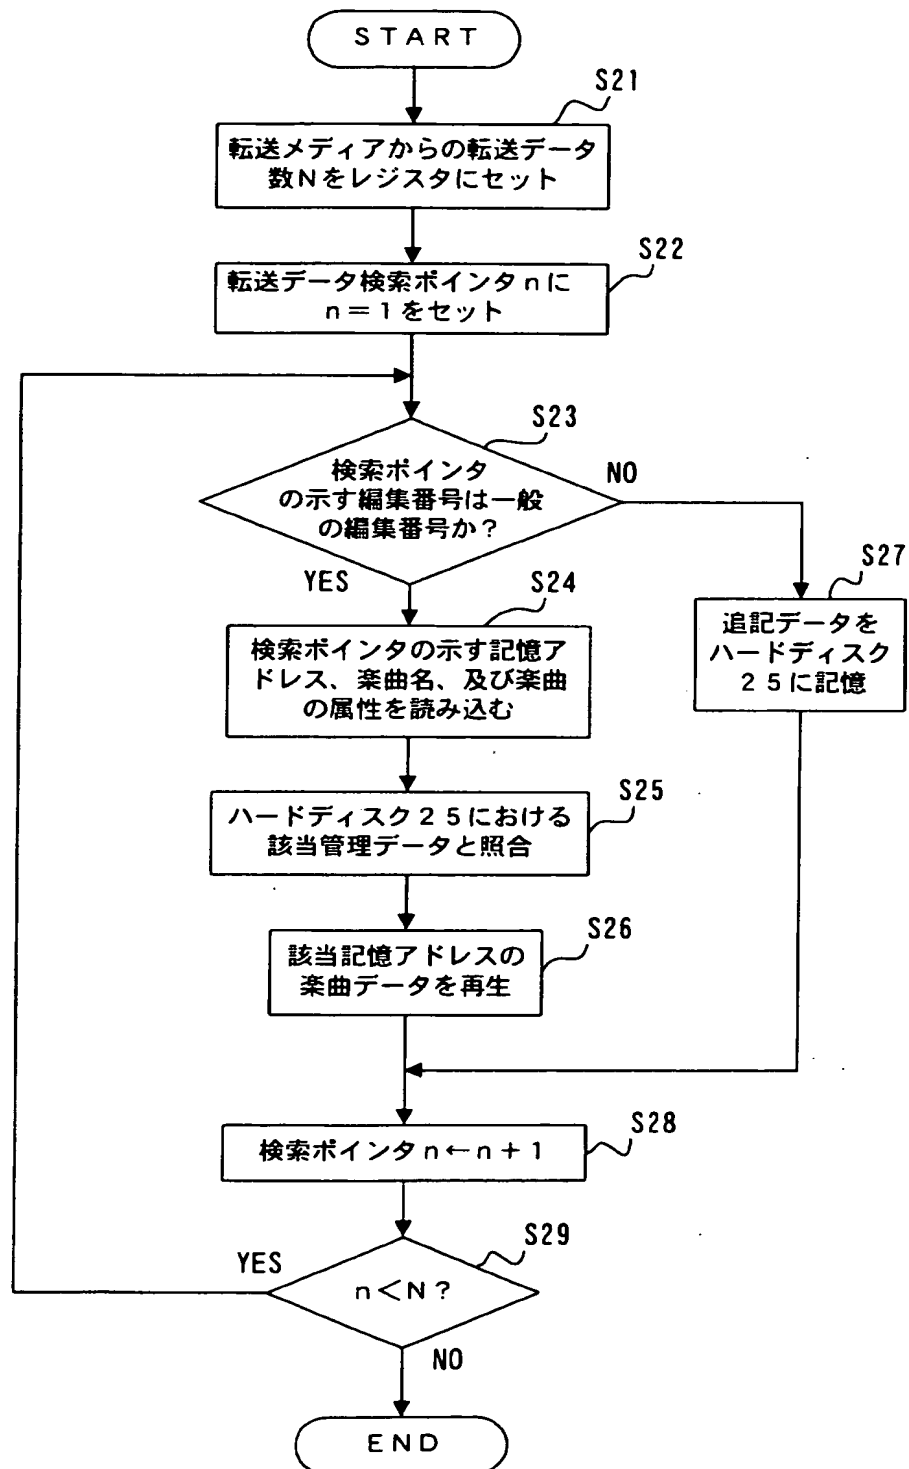 START
S21
転送メディアからの転送データ
数Nをレジスタにセット
S22
転送データ検索ポインタnに
n=1をセット
S23
検索ポインタ
の示す編集番号は一般
の編集番号か?
NO
YES
S24
検索ポインタの示す記憶ア
ドレス、楽曲名、及び楽曲
の属性を読み込む
S27
追記データを
ハードディスク
25に記憶
S25
ハードディスク25における
該当管理データと照合
S26
該当記憶アドレスの
楽曲データを再生
S28
検索ポインタn←n+1
S29
YES
n<N?
NO
END